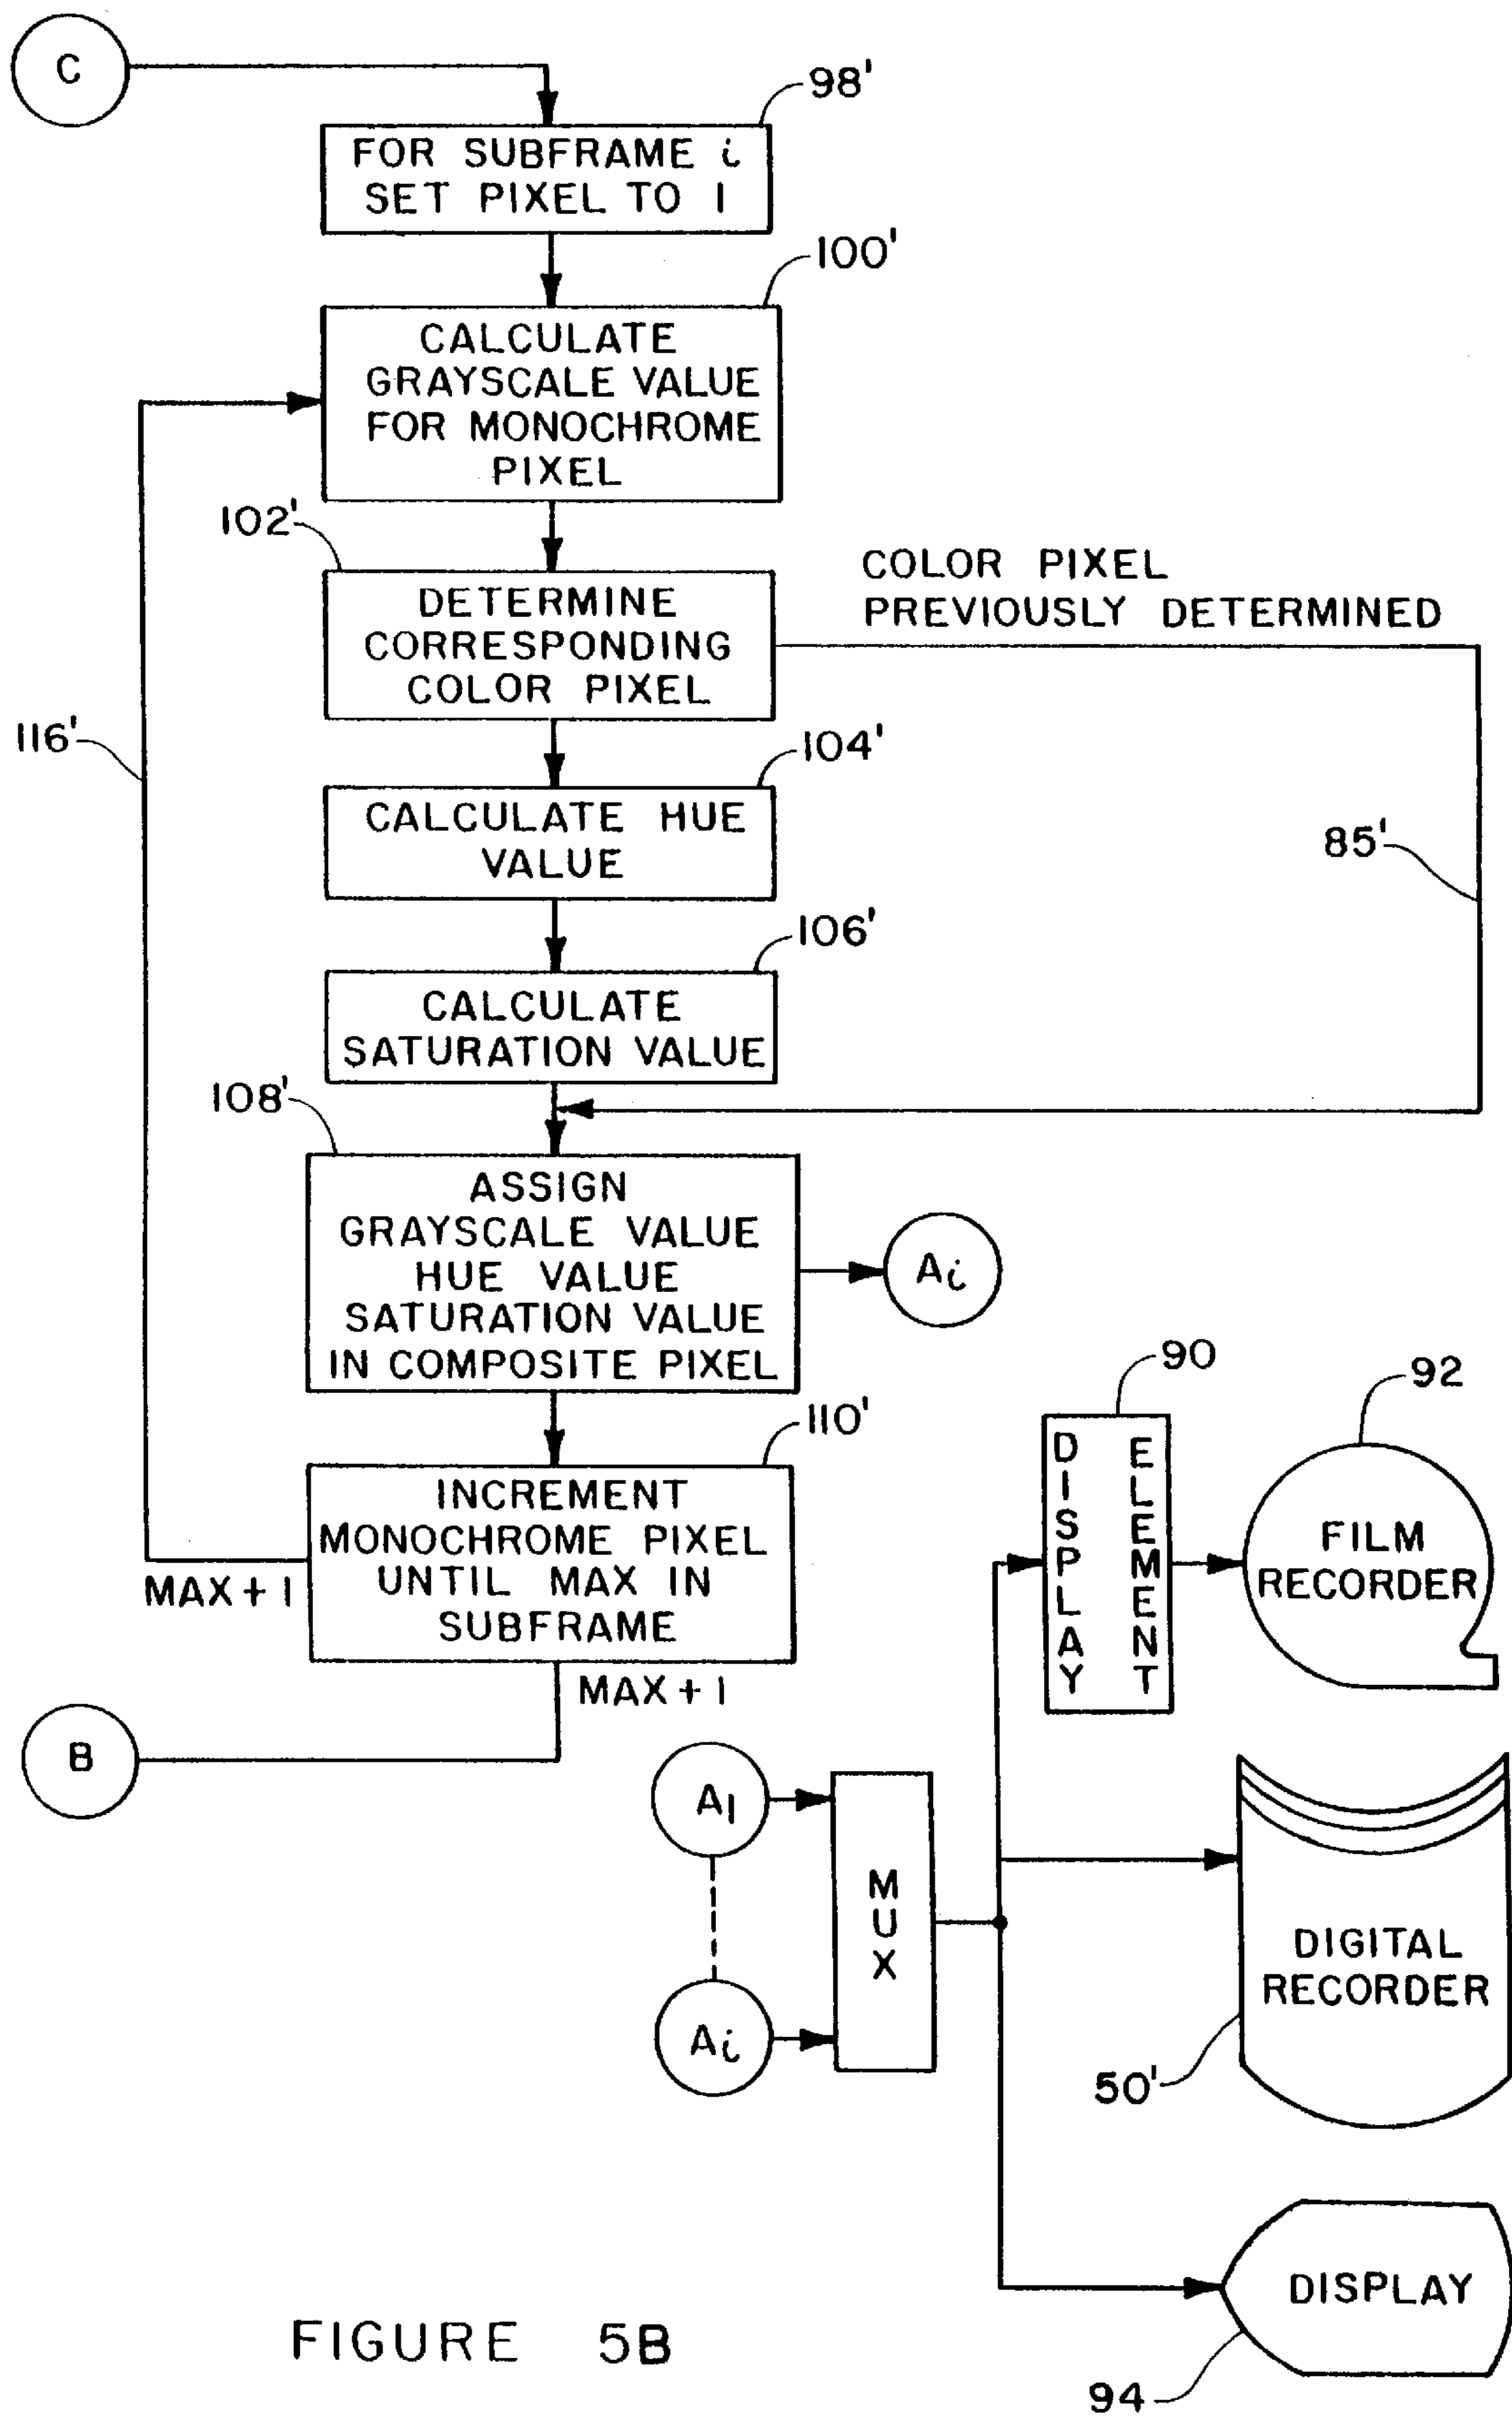 C
98'
FOR SUBFRAME i
SET PIXEL TO 1
100'
CALCULATE
GRAYSCALE VALUE
FOR MONOCHROME
PIXEL
102'
COLOR PIXEL
PREVIOUSLY DETERMINED
DETERMINE
CORRESPONDING
COLOR PIXEL
116'
104'
CALCULATE HUE
VALUE
85'
106'
CALCULATE
SATURATION VALUE
108'
ASSIGN
GRAYSCALE VALUE
HUE VALUE
SATURATION VALUE
IN COMPOSITE PIXEL
Ai
90
92
110'
INCREMENT
MONOCHROME PIXEL
UNTIL MAX IN
SUBFRAME
MAX + 1
MAX + 1
DISPLAY
ELEMENT
FILM
RECORDER
B
A1
MUX
Ai
DIGITAL
RECORDER
50'
DISPLAY
94
FIGURE 5B